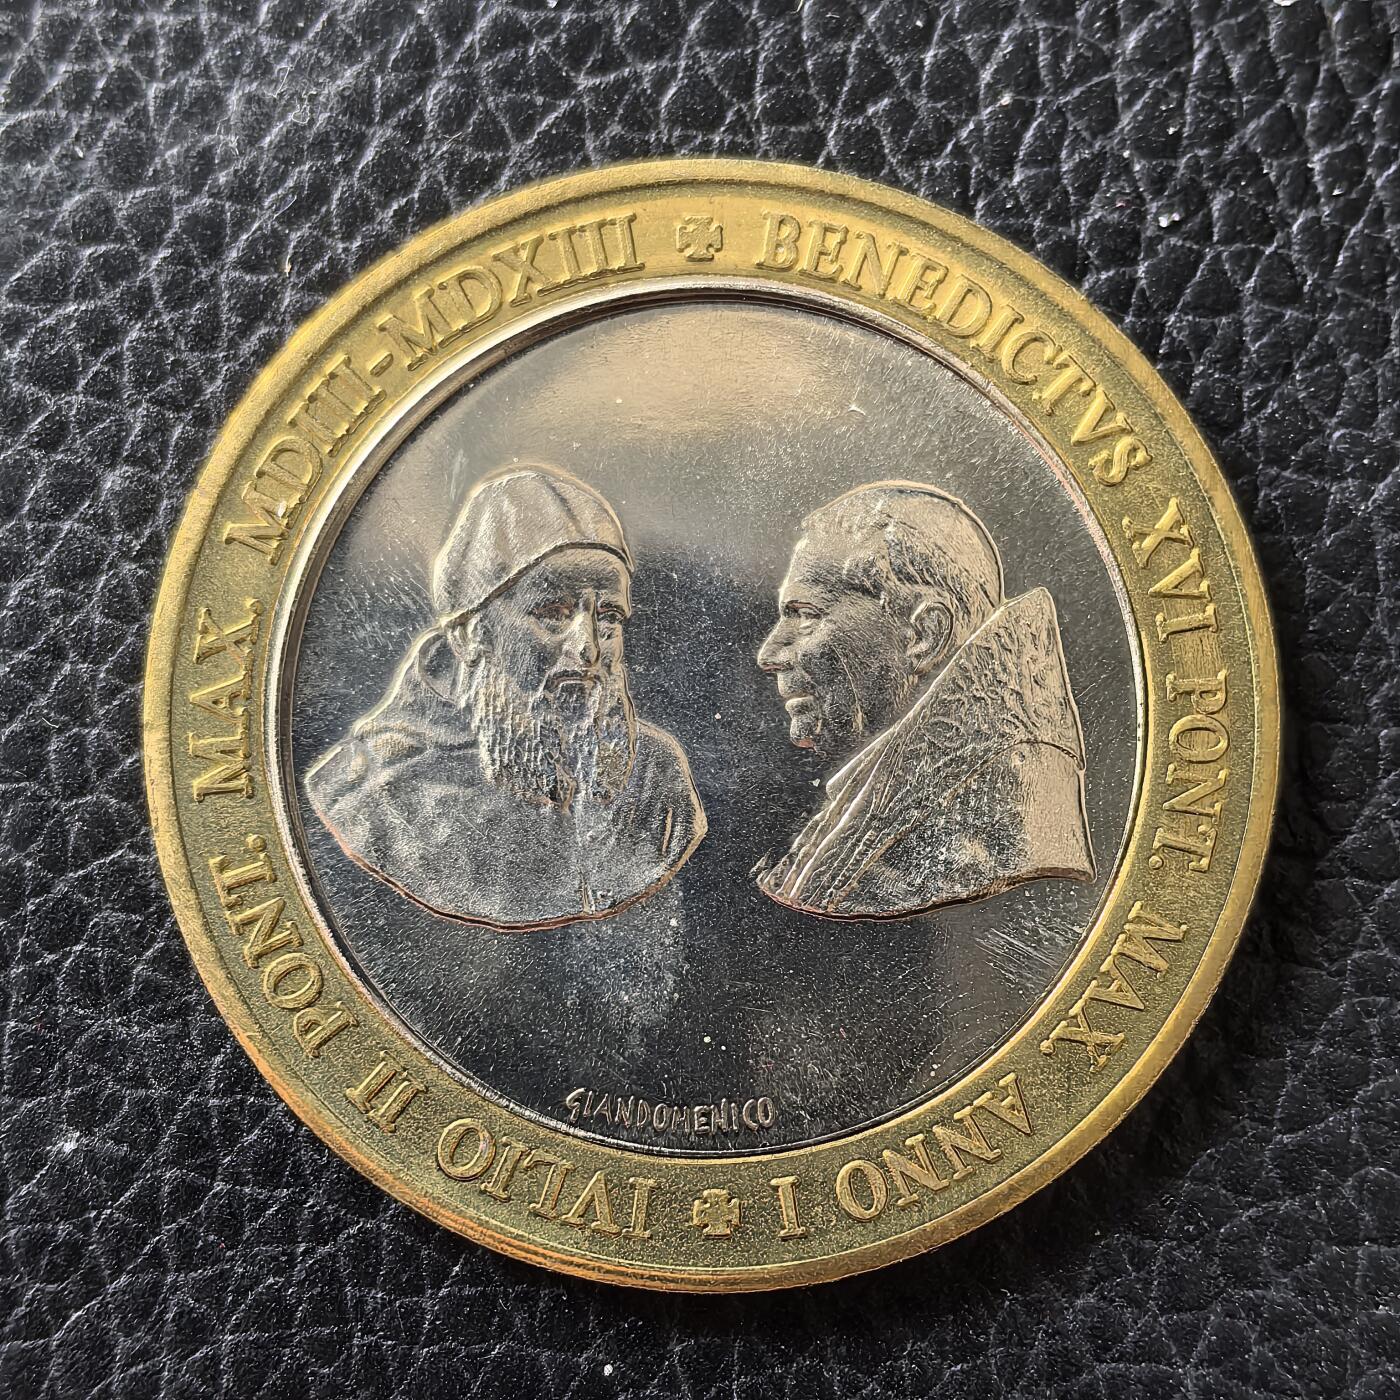 BENEDICTVS XVI PONT. MAX. ANNO I
IVLIO II PONT. MAX. MDIII-MDXIII
GIANDOMENICO